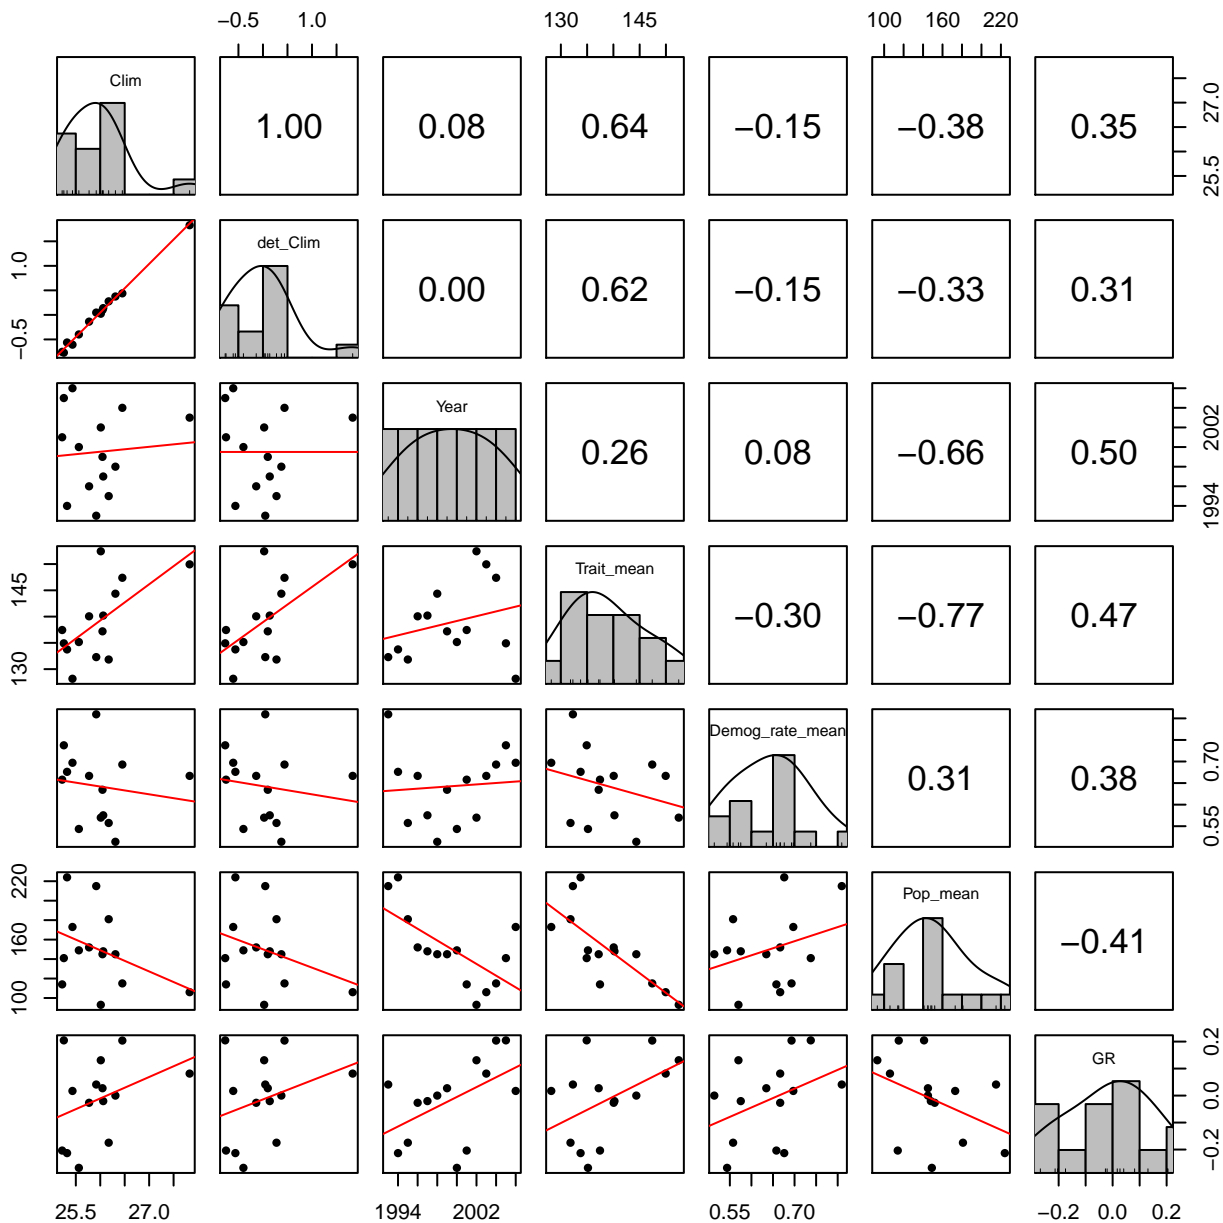 −0.5 1.0 130 145 100 160 220
Clim
1.00 0.08 0.64 −0.15 −0.38 0.35
25.5 27.0
det_Clim
0.00 0.62 −0.15 −0.33 0.31
−0.5 1.0
Year
0.26 0.08 −0.66 0.50
1994 2002
Trait_mean
−0.30 −0.77 0.47
130 145
Demog_rate_mean
0.31 0.38
0.55 0.70
Pop_mean
−0.41
100 160 220
GR
−0.2 0.0 0.2
25.5 27.0 1994 2002 0.55 0.70 −0.2 0.0 0.2